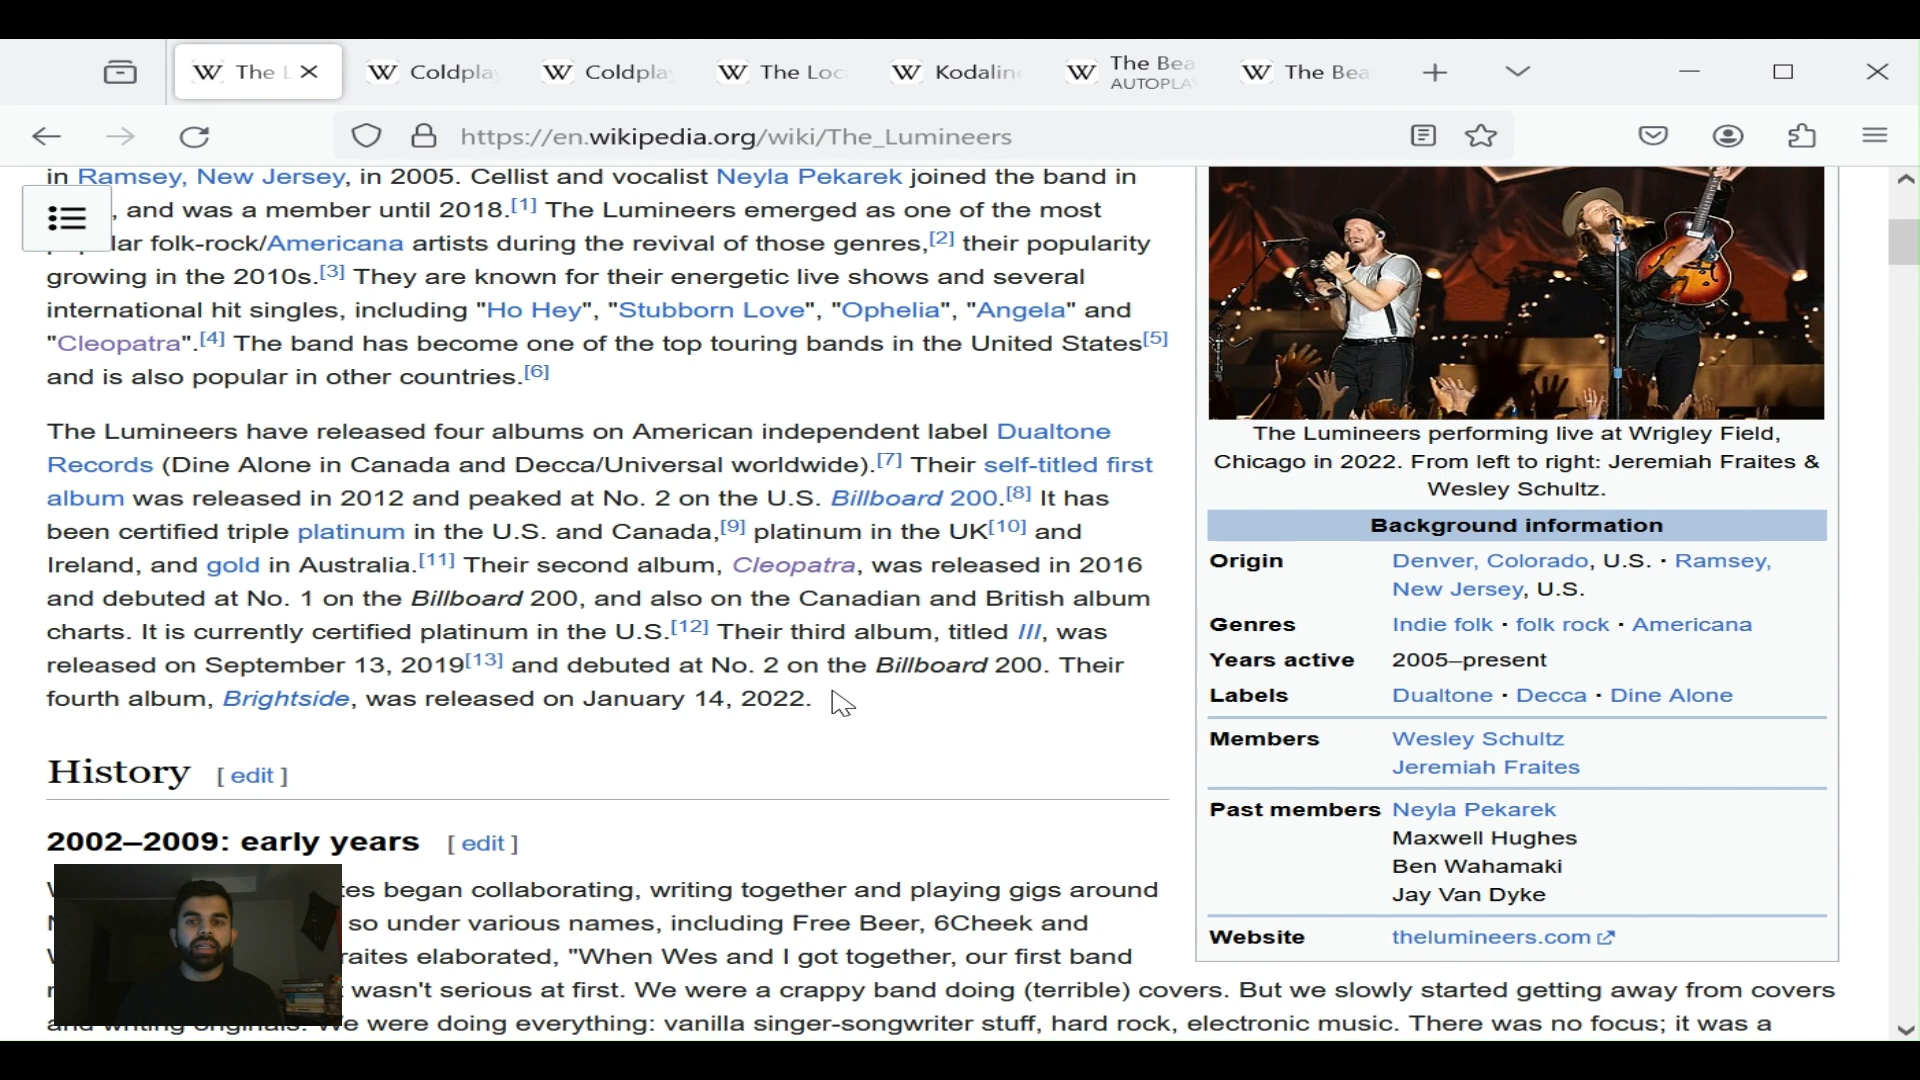 The L
Coldpla
Coldpla
The Loc
Kodalin
The Bea
AUTOPLA
The Bea
https://en.wikipedia.org/wiki/The_Lumineers
in Ramsey, New Jersey, in 2005. Cellist and vocalist Neyla Pekarek joined the band in
, and was a member until 2018.[1] The Lumineers emerged as one of the most
lar folk-rock/Americana artists during the revival of those genres,[2] their popularity
growing in the 2010s.[3] They are known for their energetic live shows and several
international hit singles, including "Ho Hey", "Stubborn Love", "Ophelia", "Angela" and
"Cleopatra".[4] The band has become one of the top touring bands in the United States[5]
and is also popular in other countries.[6]
The Lumineers have released four albums on American independent label Dualtone
Records (Dine Alone in Canada and Decca/Universal worldwide).[7] Their self-titled first
album was released in 2012 and peaked at No. 2 on the U.S. Billboard 200.[8] It has
been certified triple platinum in the U.S. and Canada,[9] platinum in the UK[10] and
Ireland, and gold in Australia.[11] Their second album, Cleopatra, was released in 2016
and debuted at No. 1 on the Billboard 200, and also on the Canadian and British album
charts. It is currently certified platinum in the U.S.[12] Their third album, titled III, was
released on September 13, 2019[13] and debuted at No. 2 on the Billboard 200. Their
fourth album, Brightside, was released on January 14, 2022.
History [ edit ]
2002–2009: early years [ edit ]
tes began collaborating, writing together and playing gigs around
so under various names, including Free Beer, 6Cheek and
raites elaborated, "When Wes and I got together, our first band
wasn't serious at first. We were a crappy band doing (terrible) covers. But we slowly started getting away from covers
and writing originals. We were doing everything: vanilla singer-songwriter stuff, hard rock, electronic music. There was no focus; it was a
The Lumineers performing live at Wrigley Field,
Chicago in 2022. From left to right: Jeremiah Fraites &
Wesley Schultz.
Background information
Origin Denver, Colorado, U.S. · Ramsey,
New Jersey, U.S.
Genres Indie folk · folk rock · Americana
Years active 2005–present
Labels Dualtone · Decca · Dine Alone
Members Wesley Schultz
Jeremiah Fraites
Past members Neyla Pekarek
Maxwell Hughes
Ben Wahamaki
Jay Van Dyke
Website thelumineers.com